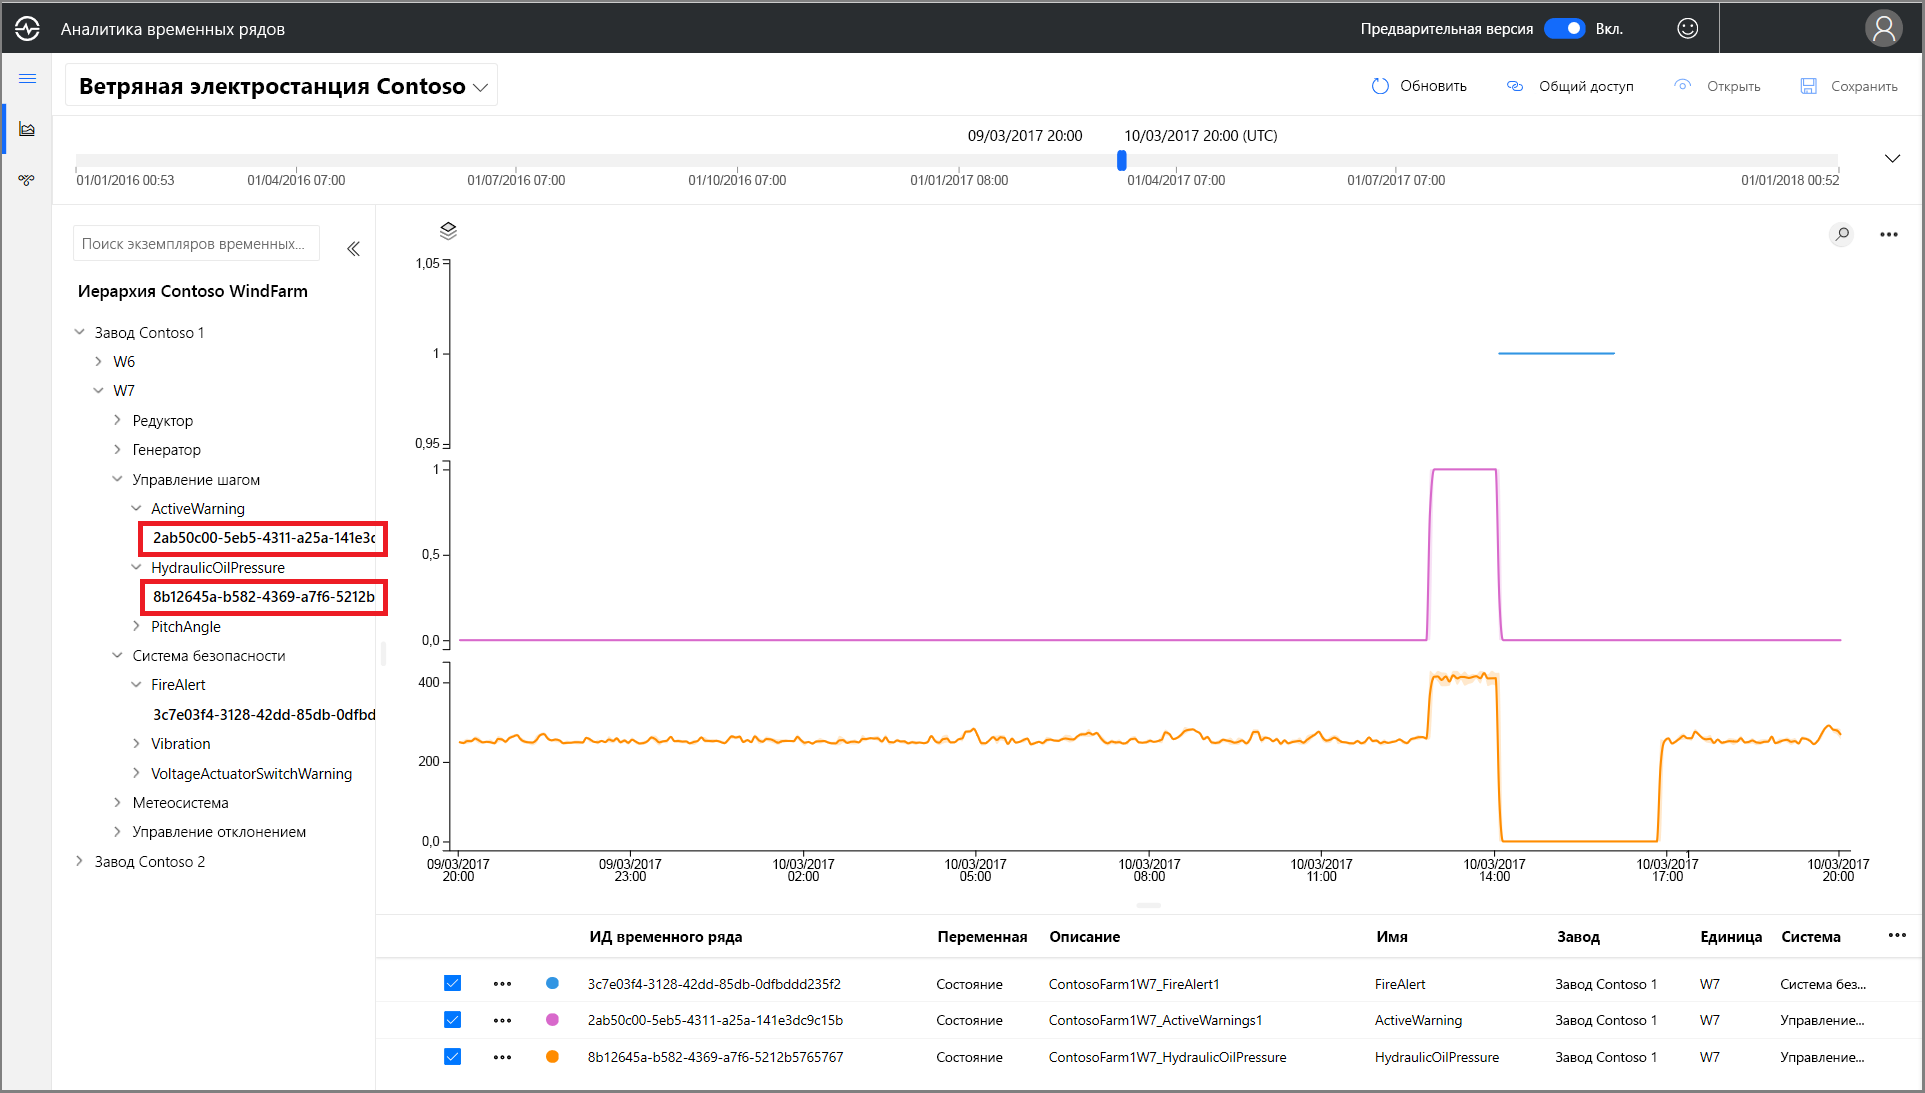 Аналитика временных рядов
Предварительная версия Вкл.
Ветряная электростанция Contoso
Обновить Общий доступ Открыть Сохранить
09/03/2017 20:00 10/03/2017 20:00 (UTC)
01/01/2016 00:53 01/04/2016 07:00 01/07/2016 07:00 01/10/2016 07:00 01/01/2017 08:00 01/04/2017 07:00 01/07/2017 07:00 01/01/2018 00:52
Поиск экземпляров временных...
Иерархия Contoso WindFarm
Завод Contoso 1
W6
W7
Редуктор
Генератор
Управление шагом
ActiveWarning
2ab50c00-5eb5-4311-a25a-141e3c
HydraulicOilPressure
8b12645a-b582-4369-a7f6-5212b
PitchAngle
Система безопасности
FireAlert
3c7e03f4-3128-42dd-85db-0dfbd
Vibration
VoltageActuatorSwitchWarning
Метеосистема
Управление отклонением
Завод Contoso 2
1,05
1
0,95
1
0,5
0,0
400
200
0,0
09/03/2017 09/03/2017 10/03/2017 10/03/2017 10/03/2017 10/03/2017 10/03/2017 10/03/2017 10/03/2017
20:00 23:00 02:00 05:00 08:00 11:00 14:00 17:00 20:00
ИД временного ряда Переменная Описание Имя Завод Единица Система
3c7e03f4-3128-42dd-85db-0dfbddd235f2 Состояние ContosoFarm1W7_FireAlert1 FireAlert Завод Contoso 1 W7 Система без...
2ab50c00-5eb5-4311-a25a-141e3dc9c15b Состояние ContosoFarm1W7_ActiveWarnings1 ActiveWarning Завод Contoso 1 W7 Управление...
8b12645a-b582-4369-a7f6-5212b5765767 Состояние ContosoFarm1W7_HydraulicOilPressure HydraulicOilPressure Завод Contoso 1 W7 Управление...